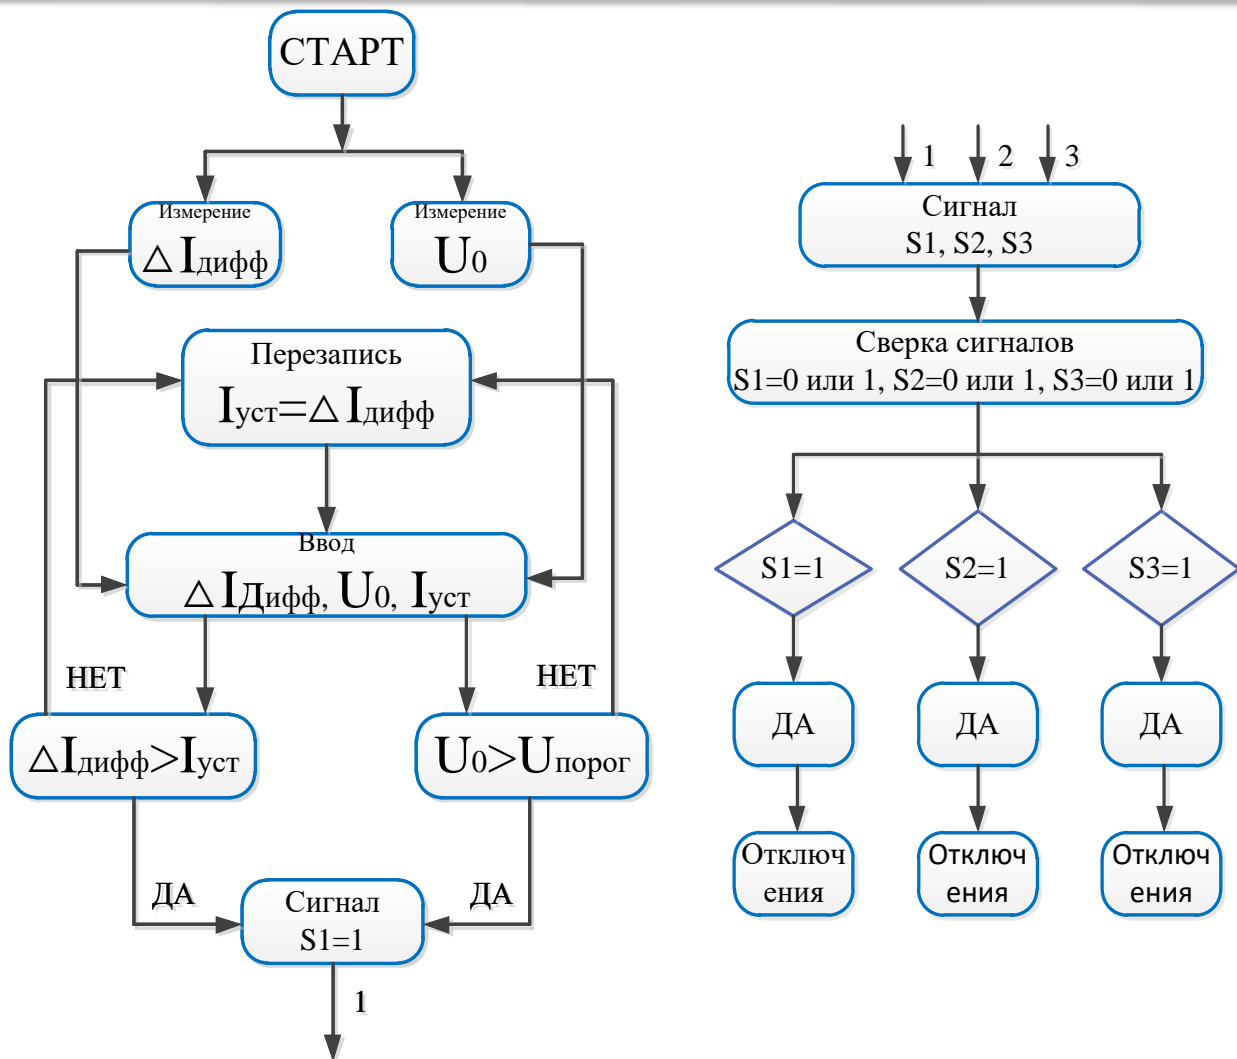 СТАРТ
Измерение
△Iдифф
Измерение
U0
Перезапись
Iуст=△Iдифф
Ввод
△IДифф, U0, Iуст
НЕТ
НЕТ
△Iдифф>Iуст
U0>Uпорог
ДА
ДА
Сигнал
S1=1
1
1
2
3
Сигнал
S1, S2, S3
Сверка сигналов
S1=0 или 1, S2=0 или 1, S3=0 или 1
S1=1
S2=1
S3=1
ДА
ДА
ДА
Отключ
ения
Отключ
ения
Отключ
ения